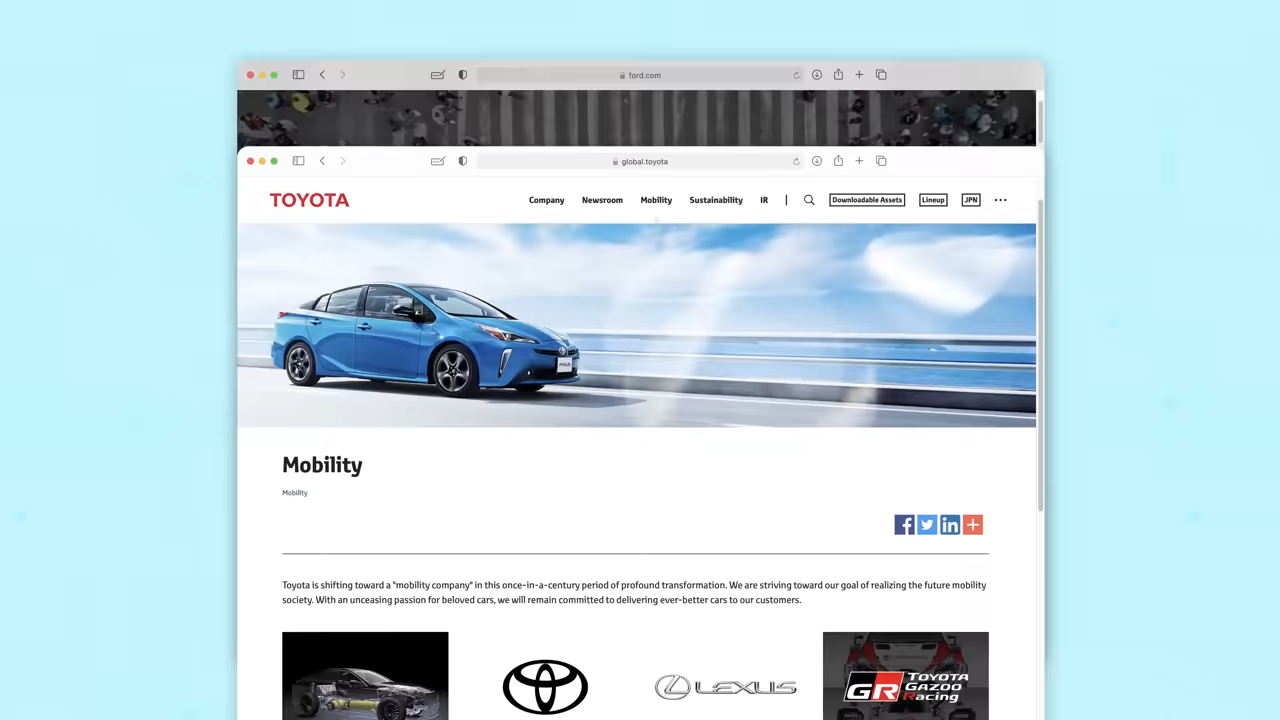 ford.com
global.toyota
TOYOTA
Company Newsroom Mobility Sustainability IR | Downloadable Assets Lineup JPN
Mobility
Mobility
Toyota is shifting toward a "mobility company" in this once-in-a-century period of profound transformation. We are striving toward our goal of realizing the future mobility
society. With an unceasing passion for beloved cars, we will remain committed to delivering ever-better cars to our customers.
LEXUS
GR TOYOTA
GAZOO
Racing